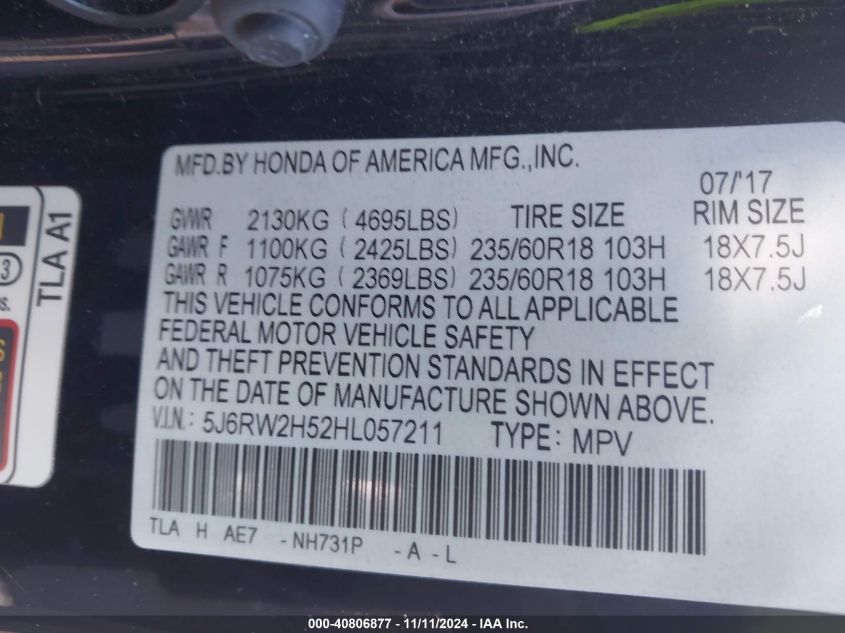 MFD.BY HONDA OF AMERICA MFG.,INC.
07/'17
GVWR 2130KG ( 4695LBS) TIRE SIZE RIM SIZE
GAWR F 1100KG ( 2425LBS) 235/60R18 103H 18X7.5J
GAWR R 1075KG ( 2369LBS) 235/60R18 103H 18X7.5J
THIS VEHICLE CONFORMS TO ALL APPLICABLE
FEDERAL MOTOR VEHICLE SAFETY
AND THEFT PREVENTION STANDARDS IN EFFECT
ON THE DATE OF MANUFACTURE SHOWN ABOVE.
V.I.N.: 5J6RW2H52HL057211 TYPE: MPV
TLA H AE7 - NH731P - A - L
TLA A1
3
000-40806877 - 11/11/2024 - IAA Inc.